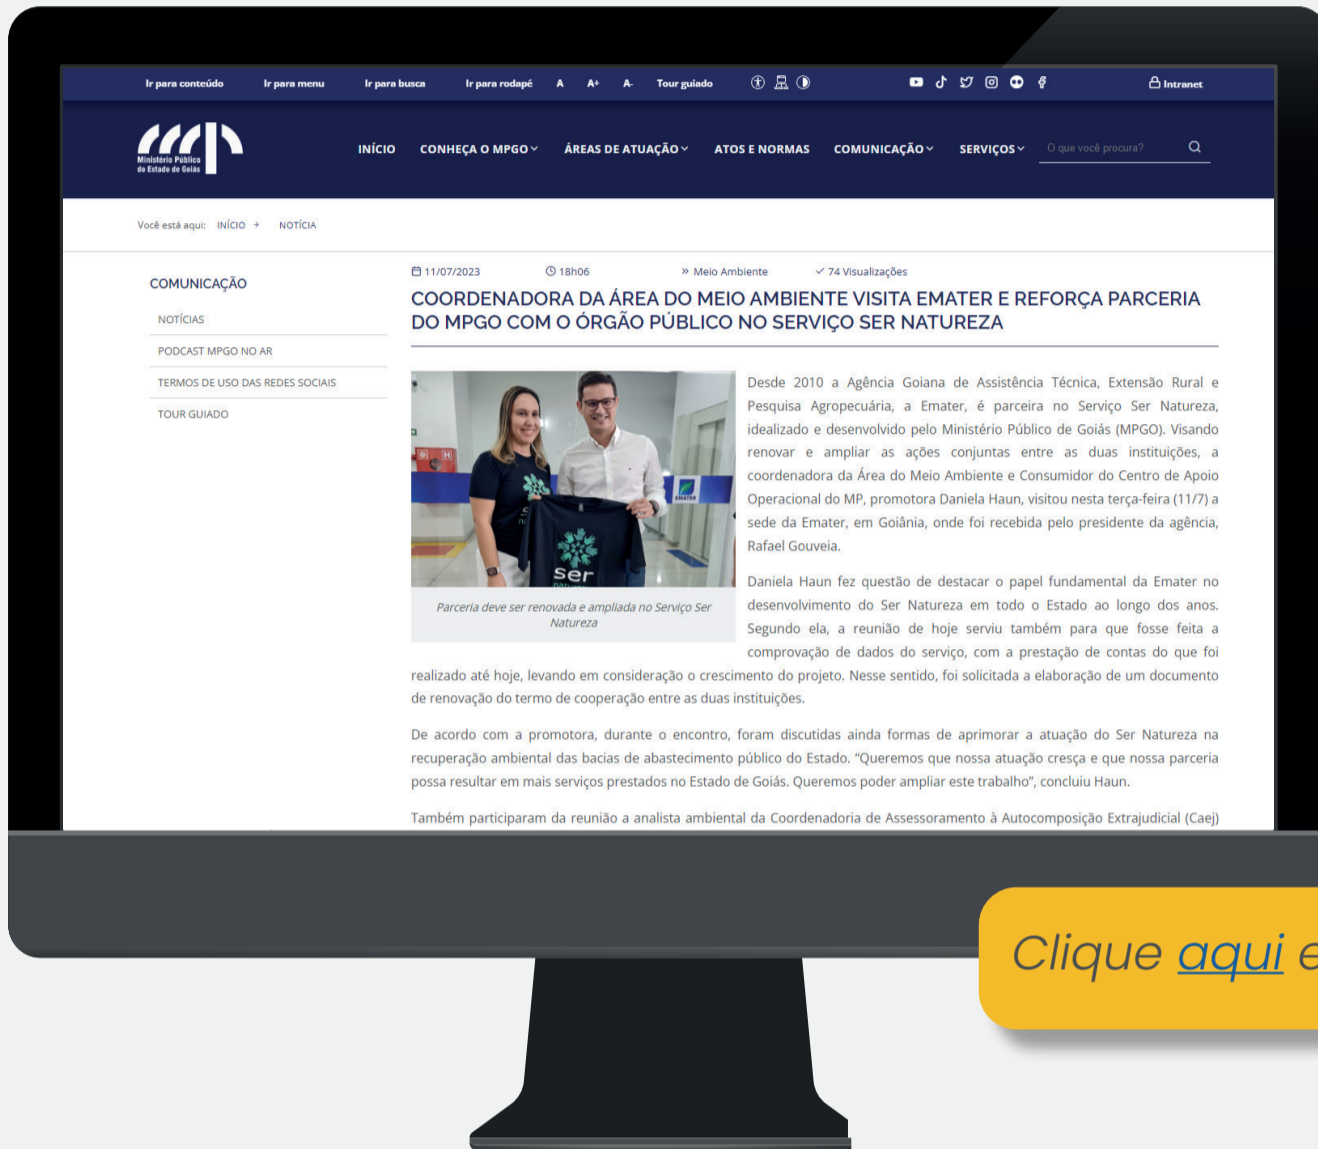 Ir para conteúdo Ir para menu Ir para busca Ir para rodapé A A+ A- Tour guiado Intranet
Ministério Público
do Estado de Goiás
INÍCIO CONHEÇA O MPGO ÁREAS DE ATUAÇÃO ATOS E NORMAS COMUNICAÇÃO SERVIÇOS O que você procura?
Você está aqui: INÍCIO → NOTÍCIA
COMUNICAÇÃO
NOTÍCIAS
PODCAST MPGO NO AR
TERMOS DE USO DAS REDES SOCIAIS
TOUR GUIADO
11/07/2023 18h06 » Meio Ambiente 74 Visualizações
COORDENADORA DA ÁREA DO MEIO AMBIENTE VISITA EMATER E REFORÇA PARCERIA
DO MPGO COM O ÓRGÃO PÚBLICO NO SERVIÇO SER NATUREZA
EMATER
ser
Parceria deve ser renovada e ampliada no Serviço Ser
Natureza
Desde 2010 a Agência Goiana de Assistência Técnica, Extensão Rural e
Pesquisa Agropecuária, a Emater, é parceira no Serviço Ser Natureza,
idealizado e desenvolvido pelo Ministério Público de Goiás (MPGO). Visando
renovar e ampliar as ações conjuntas entre as duas instituições, a
coordenadora da Área do Meio Ambiente e Consumidor do Centro de Apoio
Operacional do MP, promotora Daniela Haun, visitou nesta terça-feira (11/7) a
sede da Emater, em Goiânia, onde foi recebida pelo presidente da agência,
Rafael Gouveia.
Daniela Haun fez questão de destacar o papel fundamental da Emater no
desenvolvimento do Ser Natureza em todo o Estado ao longo dos anos.
Segundo ela, a reunião de hoje serviu também para que fosse feita a
comprovação de dados do serviço, com a prestação de contas do que foi
realizado até hoje, levando em consideração o crescimento do projeto. Nesse sentido, foi solicitada a elaboração de um documento
de renovação do termo de cooperação entre as duas instituições.
De acordo com a promotora, durante o encontro, foram discutidas ainda formas de aprimorar a atuação do Ser Natureza na
recuperação ambiental das bacias de abastecimento público do Estado. “Queremos que nossa atuação cresça e que nossa parceria
possa resultar em mais serviços prestados no Estado de Goiás. Queremos poder ampliar este trabalho”, concluiu Haun.
Também participaram da reunião a analista ambiental da Coordenadoria de Assessoramento à Autocomposição Extrajudicial (Caej)
Clique aqui e